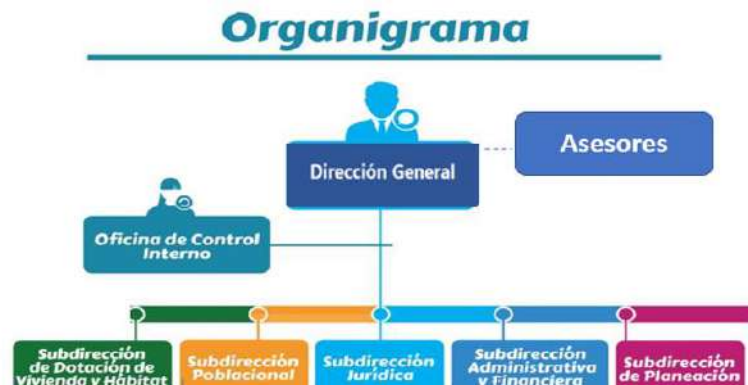 Organigrama
Dirección General
Asesores
Oficina de Control
Interno
Subdirección
de Dotación de
Vivienda y Hábitat
Subdirección
Poblacional
Subdirección
Jurídica
Subdirección
Administrativa
y Financiera
Subdirección
de Planeación